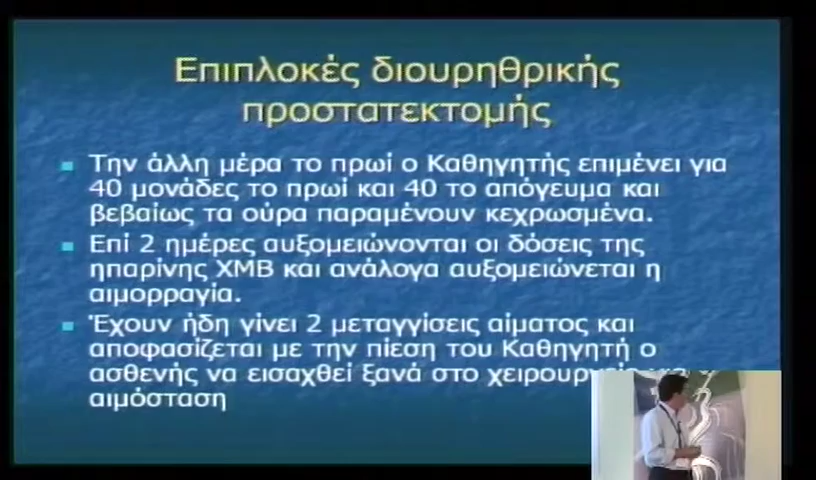 Επιπλοκές διουρηθρικής
προστατεκτομής
Την άλλη μέρα το πρωί ο Καθηγητής επιμένει για
40 μονάδες το πρωί και 40 το απόγευμα και
βεβαίως τα ούρα παραμένουν κεχρωσμένα.
Επί 2 ημέρες αυξομειώνονται οι δόσεις της
ηπαρίνης ΧΜΒ και ανάλογα αυξομειώνεται η
αιμορραγία.
Έχουν ήδη γίνει 2 μεταγγίσεις αίματος και
αποφασίζεται με την πίεση του Καθηγητή ο
ασθενής να εισαχθεί ξανά στο
αιμόσταση